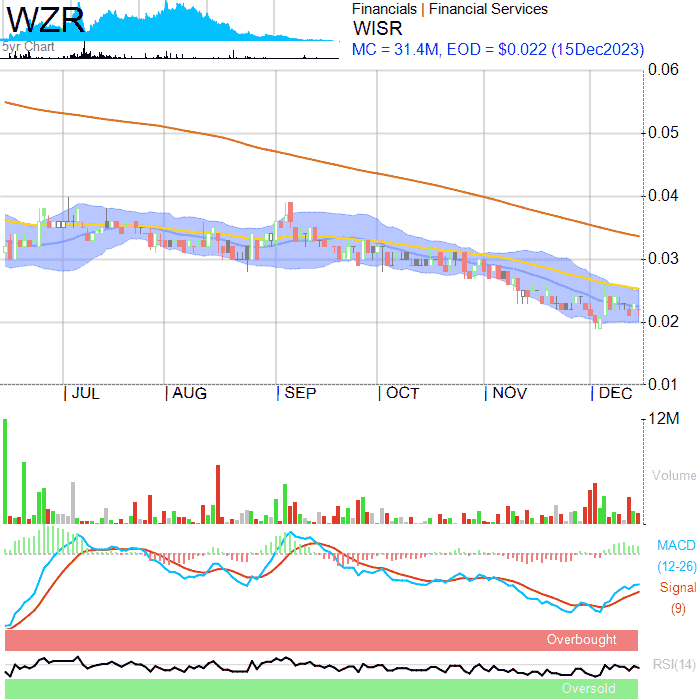 WZR
5yr Chart
Financials | Financial Services
WISR
MC = 31.4M, EOD = $0.022 (15Dec2023)
0.06
0.05
0.04
0.03
0.02
0.01
JUL AUG SEP OCT NOV DEC
12M
Volume
MACD
(12-26)
Signal
(9)
Overbought
RSI(14)
Oversold